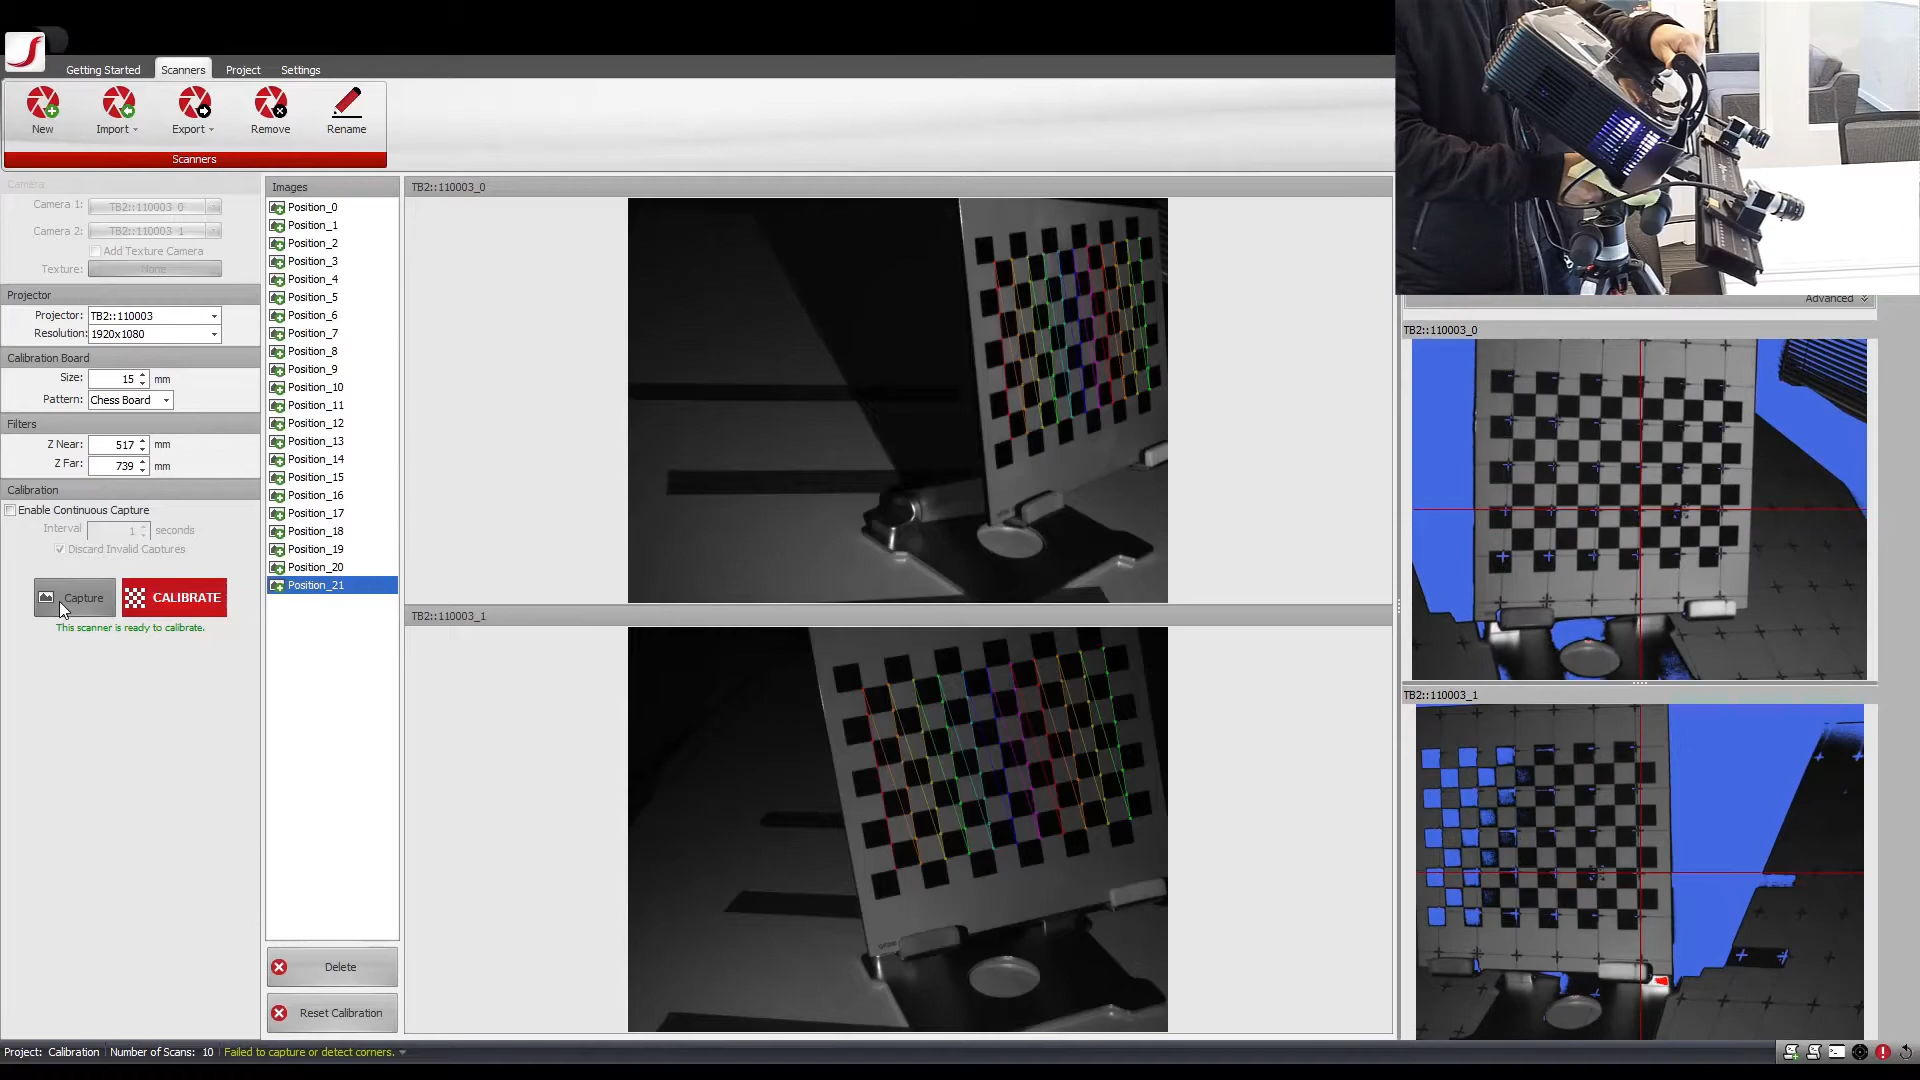 Getting Started
Scanners
Project
Settings
New
Import
Export
Remove
Rename
Scanners
Camera
Camera 1: TB2::110003_0
Camera 2: TB2::110003_1
Add Texture Camera
Texture: None
Projector
Projector: TB2::110003
Resolution: 1920x1080
Calibration Board
Size: 15 mm
Pattern: Chess Board
Filters
Z Near: 517 mm
Z Far: 739 mm
Calibration
Enable Continuous Capture
Interval 1 seconds
Discard Invalid Captures
Capture
CALIBRATE
This scanner is ready to calibrate.
Images
Position_0
Position_1
Position_2
Position_3
Position_4
Position_5
Position_6
Position_7
Position_8
Position_9
Position_10
Position_11
Position_12
Position_13
Position_14
Position_15
Position_16
Position_17
Position_18
Position_19
Position_20
Position_21
Delete
Reset Calibration
TB2::110003_0
TB2::110003_1
Advanced
TB2::110003_0
TB2::110003_1
Project: Calibration
Number of Scans: 10
Failed to capture or detect corners.